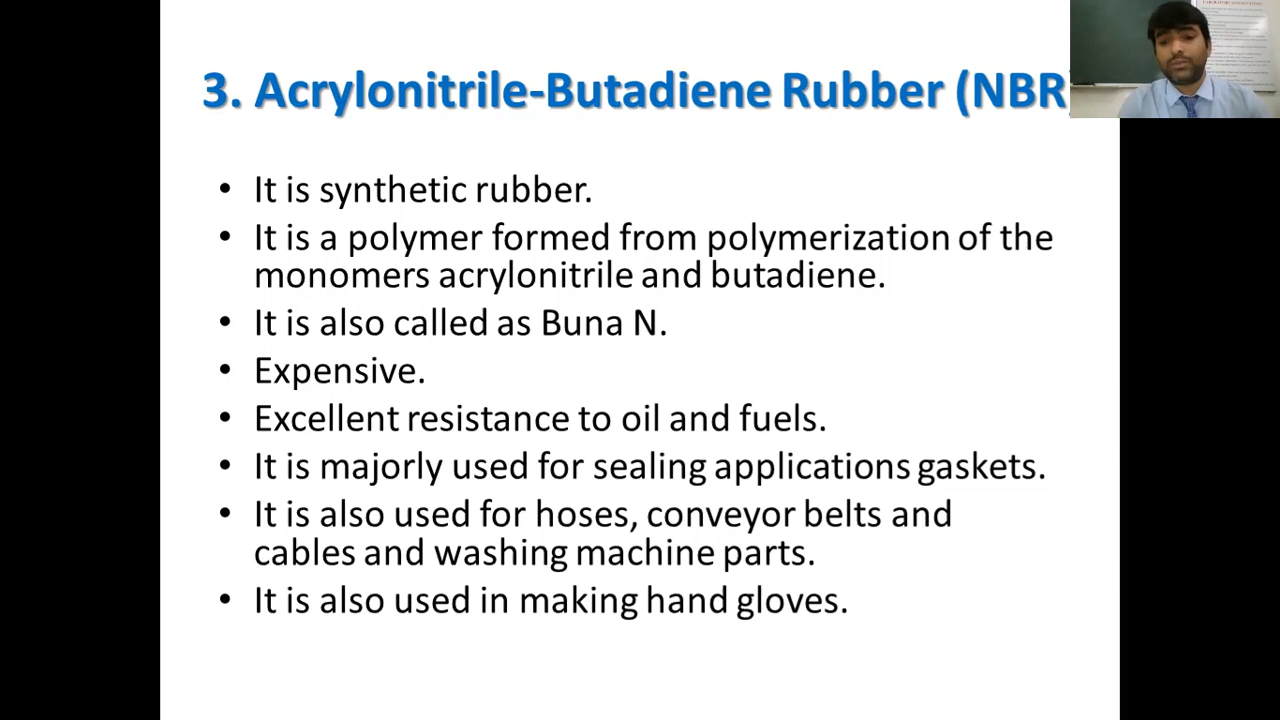 3. Acrylonitrile-Butadiene Rubber (NBR
• It is synthetic rubber.
• It is a polymer formed from polymerization of the
monomers acrylonitrile and butadiene.
• It is also called as Buna N.
• Expensive.
• Excellent resistance to oil and fuels.
• It is majorly used for sealing applications gaskets.
• It is also used for hoses, conveyor belts and
cables and washing machine parts.
• It is also used in making hand gloves.